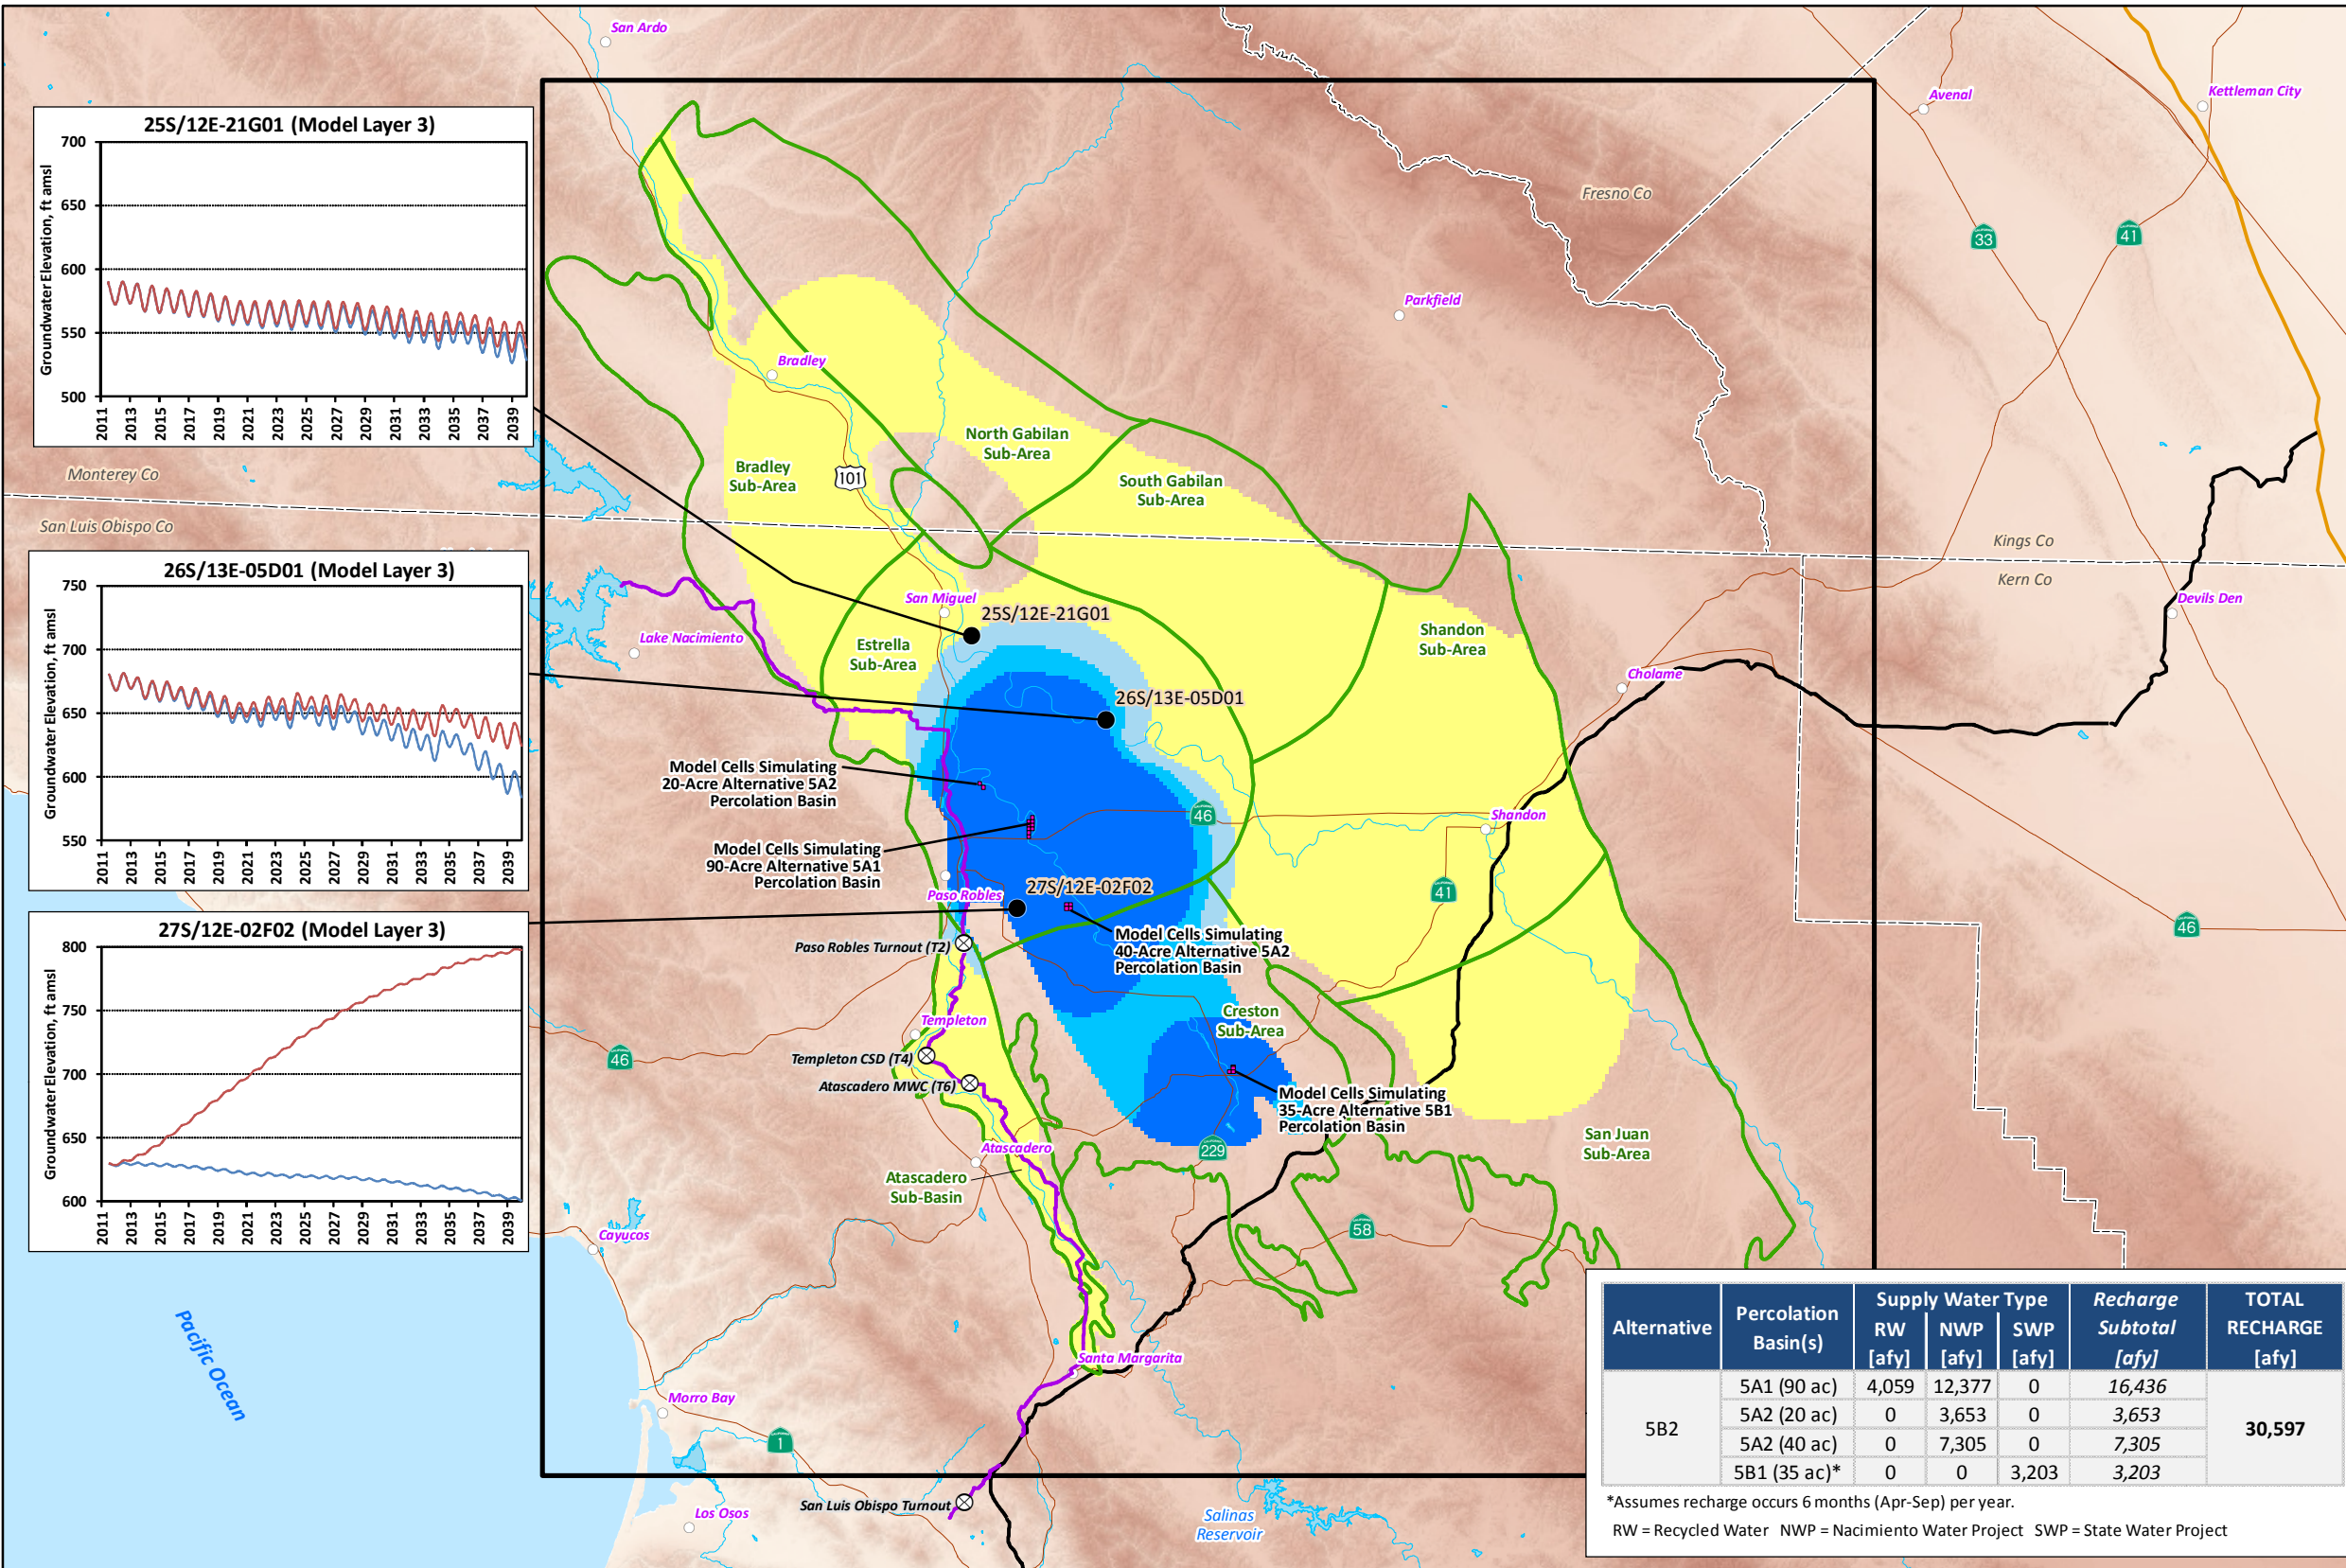 San Ardo
Avenal
Kettleman City
25S/12E-21G01 (Model Layer 3)
Groundwater Elevation, ft amsl
700
650
600
550
500
2011
2013
2015
2017
2019
2021
2023
2025
2027
2029
2031
2033
2035
2037
2039
Fresno Co
33
41
Parkfield
Bradley
North Gabilan
Sub-Area
Bradley
Sub-Area
101
South Gabilan
Sub-Area
Monterey Co
San Luis Obispo Co
Kings Co
Kern Co
26S/13E-05D01 (Model Layer 3)
Groundwater Elevation, ft amsl
750
700
650
600
550
2011
2013
2015
2017
2019
2021
2023
2025
2027
2029
2031
2033
2035
2037
2039
San Miguel
25S/12E-21G01
Devils Den
Lake Nacimiento
Estrella
Sub-Area
Shandon
Sub-Area
Cholame
26S/13E-05D01
Model Cells Simulating
20-Acre Alternative 5A2
Percolation Basin
46
Shandon
Model Cells Simulating
90-Acre Alternative 5A1
Percolation Basin
Paso Robles
27S/12E-02F02
41
46
Paso Robles Turnout (T2)
Model Cells Simulating
40-Acre Alternative 5A2
Percolation Basin
27S/12E-02F02 (Model Layer 3)
Groundwater Elevation, ft amsl
800
750
700
650
600
2011
2013
2015
2017
2019
2021
2023
2025
2027
2029
2031
2033
2035
2037
2039
Creston
Sub-Area
Templeton
46
Templeton CSD (T4)
Atascadero MWC (T6)
Model Cells Simulating
35-Acre Alternative 5B1
Percolation Basin
San Juan
Sub-Area
229
Atascadero
Atascadero
Sub-Basin
58
Cayucos
Pacific Ocean
Santa Margarita
Morro Bay
1
San Luis Obispo Turnout
Los Osos
Salinas
Reservoir
Alternative Percolation Basin(s) Supply Water Type Recharge Subtotal [afy] TOTAL RECHARGE [afy]
RW [afy] NWP [afy] SWP [afy]
5B2
5A1 (90 ac) 4,059 12,377 0 16,436
5A2 (20 ac) 0 3,653 0 3,653
5A2 (40 ac) 0 7,305 0 7,305
5B1 (35 ac)* 0 0 3,203 3,203
30,597
*Assumes recharge occurs 6 months (Apr-Sep) per year.
RW = Recycled Water NWP = Nacimiento Water Project SWP = State Water Project